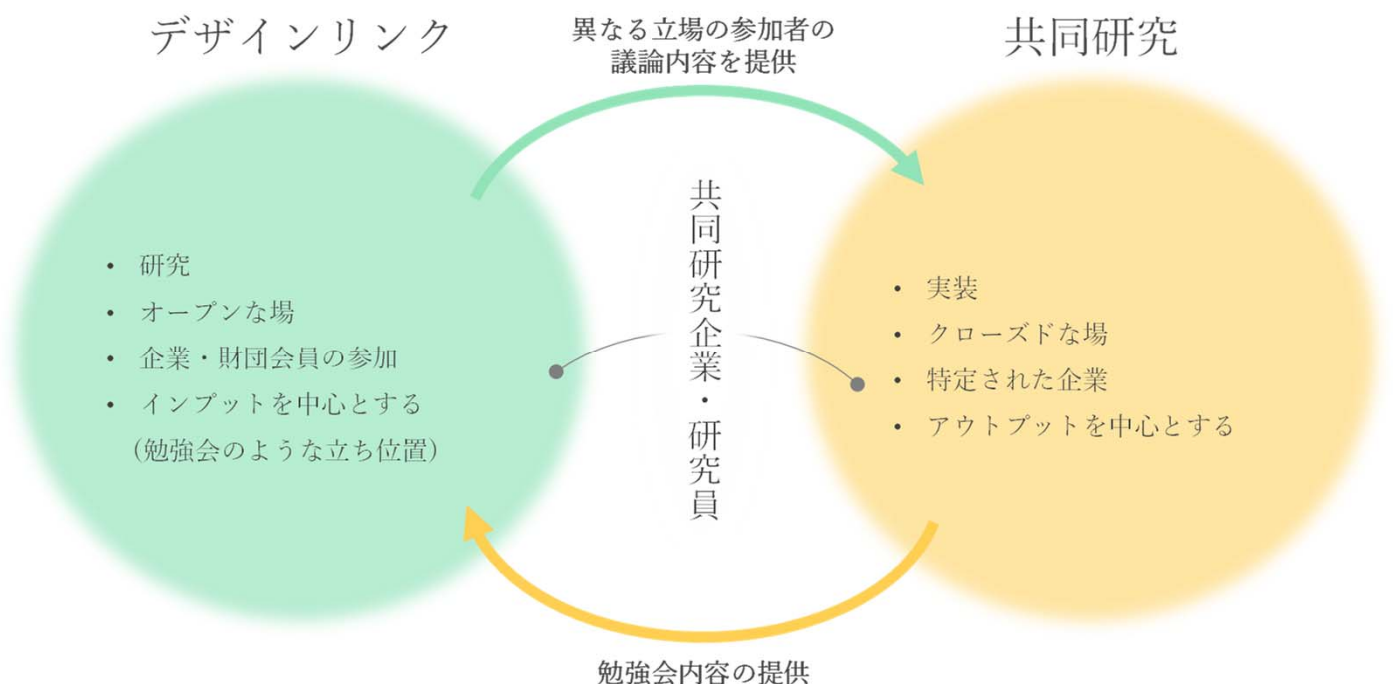 デザインリンク
異なる立場の参加者の
議論内容を提供
共同研究
・ 研究
・ オープンな場
・ 企業・財団会員の参加
・ インプットを中心とする
(勉強会のような立ち位置)
共同研究企業・研究員
・ 実装
・ クローズドな場
・ 特定された企業
・ アウトプットを中心とする
勉強会内容の提供